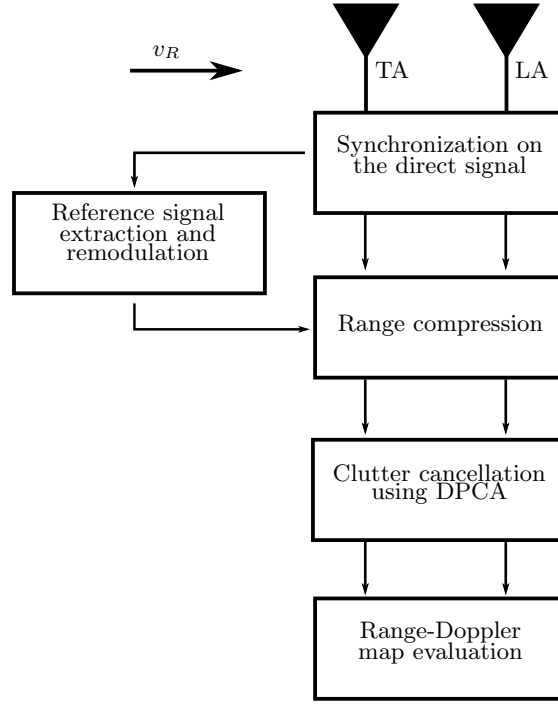 v_R
TA
LA
Synchronization on
the direct signal
Reference signal
extraction and
remodulation
Range compression
Clutter cancellation
using DPCA
Range-Doppler
map evaluation